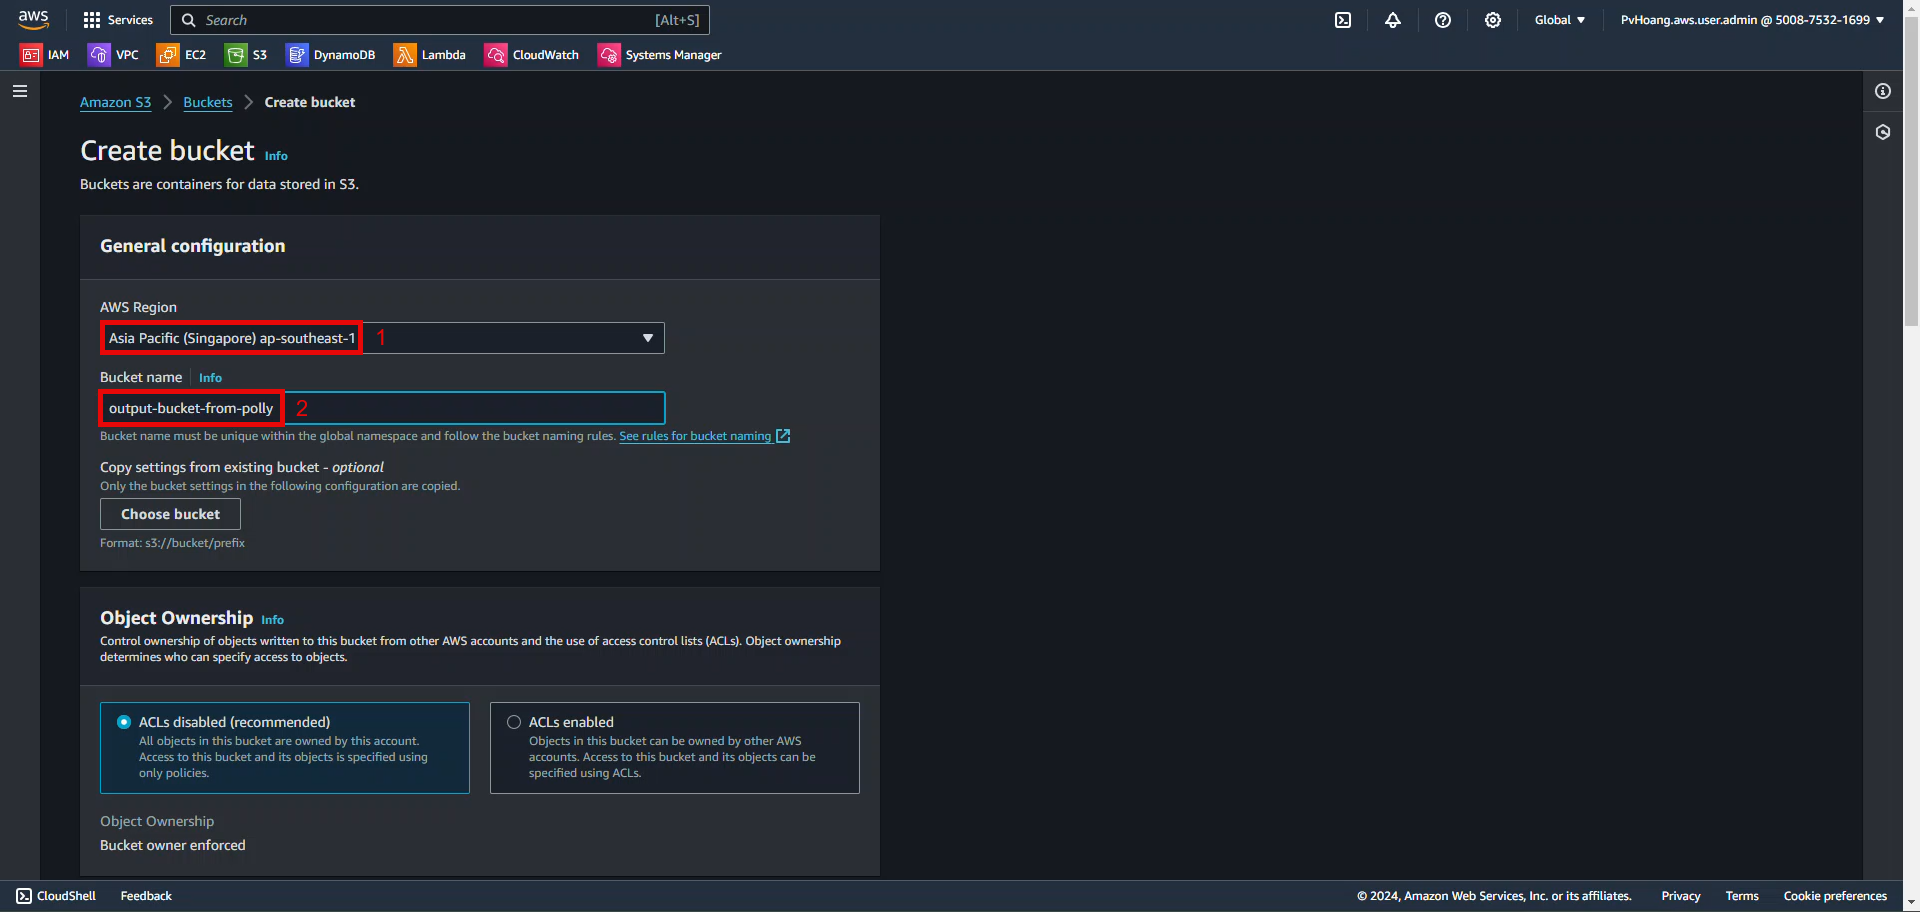 aws Services Search [Alt+S] Global PvHoang.aws.user.admin @ 5008-7532-1699
IAM VPC EC2 S3 DynamoDB Lambda CloudWatch Systems Manager
Amazon S3 Buckets Create bucket
Create bucket Info
Buckets are containers for data stored in S3.
General configuration
AWS Region
Asia Pacific (Singapore) ap-southeast-1 1
Bucket name Info
output-bucket-from-polly 2
Bucket name must be unique within the global namespace and follow the bucket naming rules. See rules for bucket naming
Copy settings from existing bucket - optional
Only the bucket settings in the following configuration are copied.
Choose bucket
Format: s3://bucket/prefix
Object Ownership Info
Control ownership of objects written to this bucket from other AWS accounts and the use of access control lists (ACLs). Object ownership
determines who can specify access to objects.
ACLs disabled (recommended)
All objects in this bucket are owned by this account.
Access to this bucket and its objects is specified using
only policies.
ACLs enabled
Objects in this bucket can be owned by other AWS
accounts. Access to this bucket and its objects can be
specified using ACLs.
Object Ownership
Bucket owner enforced
CloudShell Feedback © 2024, Amazon Web Services, Inc. or its affiliates. Privacy Terms Cookie preferences